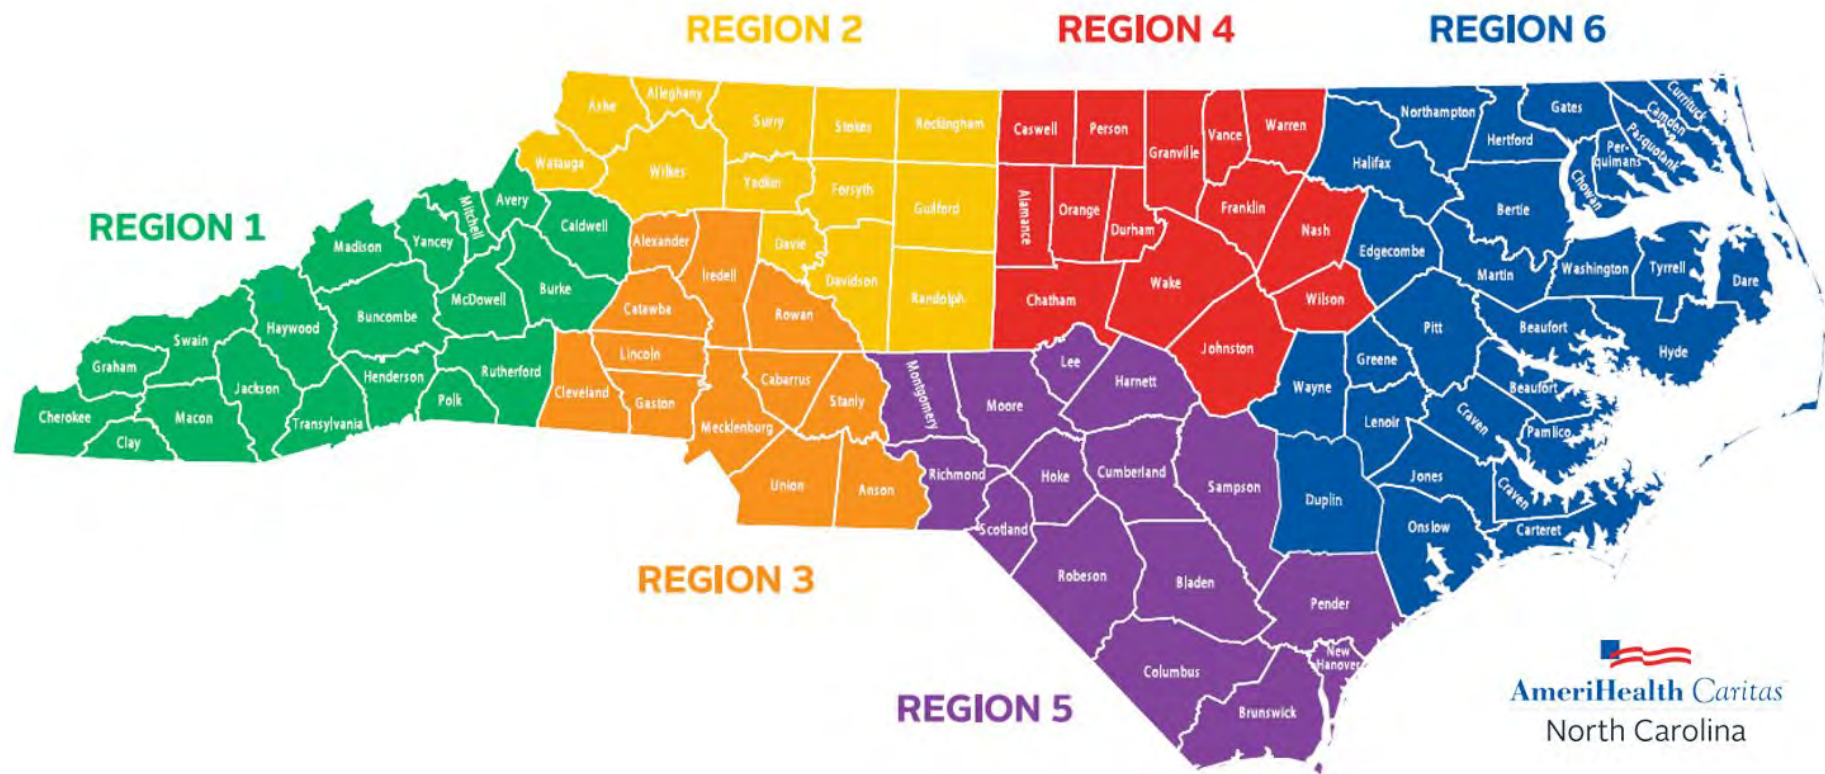 REGION 2
REGION 4
REGION 6
Ashe
Alleghany
Surry
Stokes
Rockingham
Watauga
Wilkes
Yadkin
Forsyth
Guilford
Davie
Davidson
Randolph
Caswell
Person
Granville
Vance
Warren
Alamance
Orange
Durham
Franklin
Nash
Wake
Chatham
Wilson
Johnston
Northampton
Gates
Currituck
Camden
Pasquotank
Per-
quimans
Chowan
Hertford
Halifax
Bertie
Edgecombe
Martin
Washington
Tyrrell
Dare
Pitt
Beaufort
Hyde
Greene
Wayne
Beaufort
Lenoir
Craven
Pamlico
Jones
Craven
Duplin
Onslow
Carteret
REGION 1
Avery
Mitchell
Caldwell
Yancey
Madison
McDowell
Burke
Buncombe
Haywood
Swain
Graham
Jackson
Henderson
Rutherford
Polk
Transylvania
Macon
Cherokee
Clay
Alexander
Iredell
Catawba
Rowan
Lincoln
Cleveland
Gaston
Cabarrus
Stanly
Mecklenburg
Union
Anson
REGION 3
Montgomery
Moore
Lee
Harnett
Richmond
Hoke
Cumberland
Sampson
Scotland
Robeson
Bladen
Pender
New
Hanover
Columbus
Brunswick
REGION 5
AmeriHealth Caritas
North Carolina